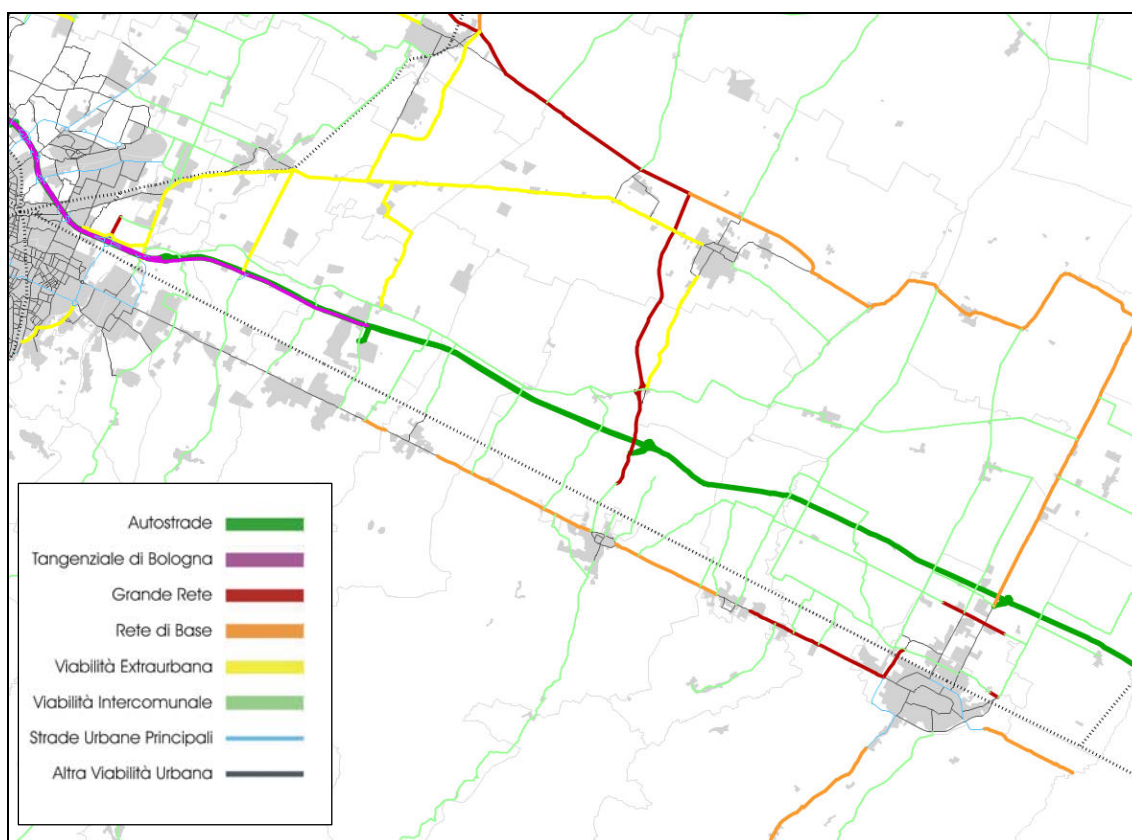 Autostrade
Tangenziale di Bologna
Grande Rete
Rete di Base
Viabilità Extraurbana
Viabilità Intercomunale
Strade Urbane Principali
Altra Viabilità Urbana